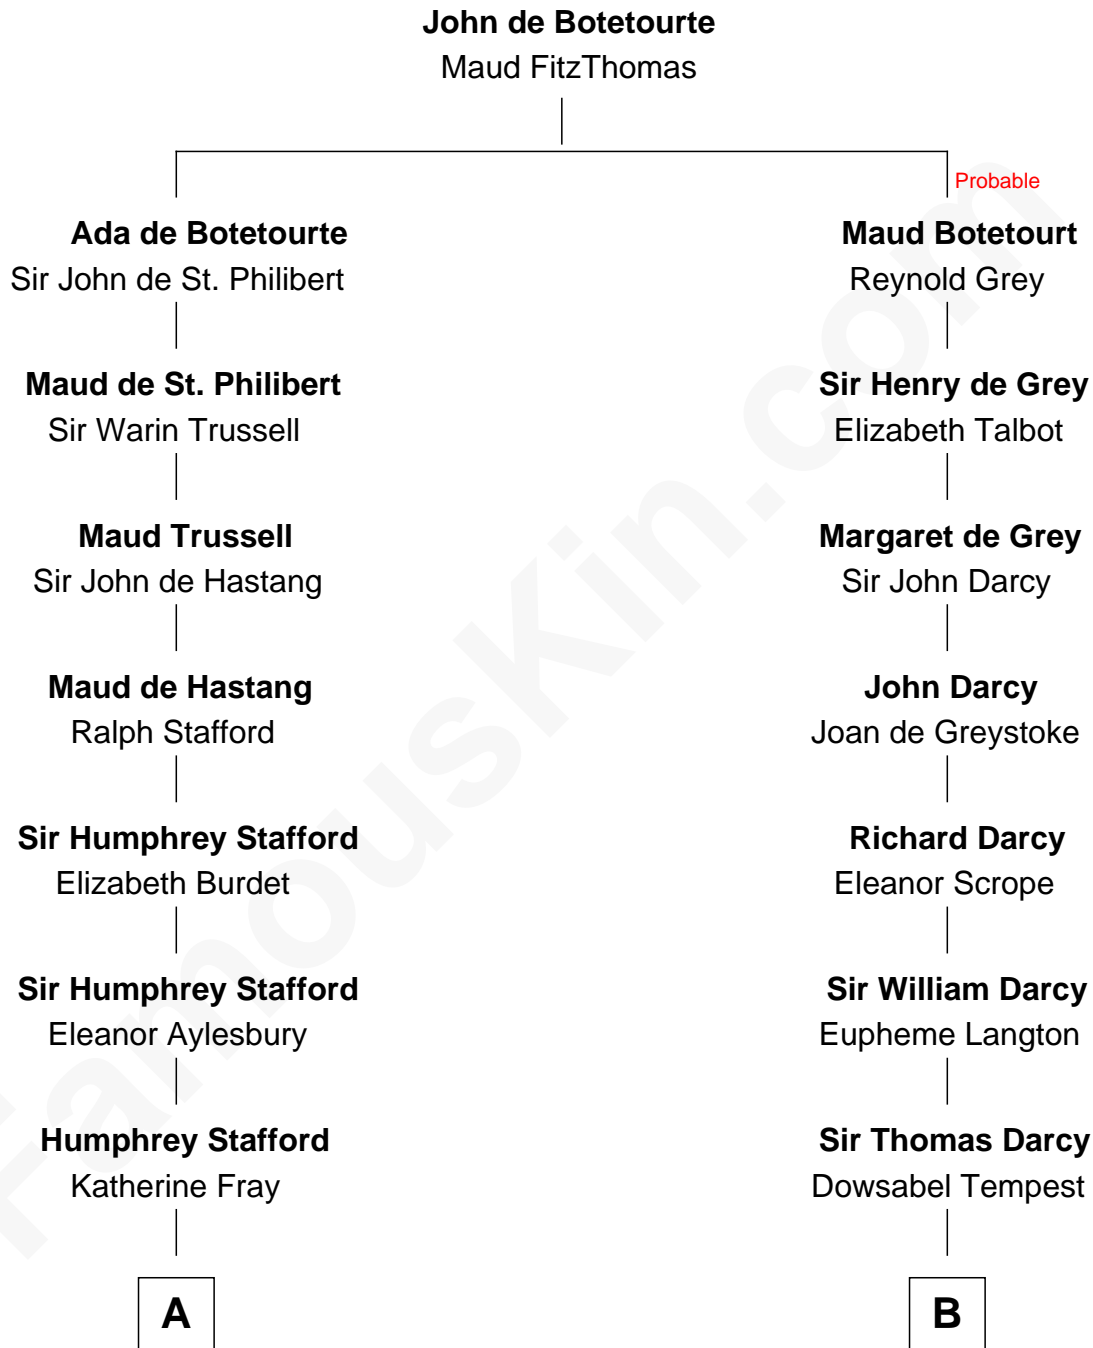 John de Botetourte
Maud FitzThomas
Probable
Ada de Botetourte
Sir John de St. Philibert
Maud Botetourt
Reynold Grey
Maud de St. Philibert
Sir Warin Trussell
Sir Henry de Grey
Elizabeth Talbot
Maud Trussell
Sir John de Hastang
Margaret de Grey
Sir John Darcy
Maud de Hastang
Ralph Stafford
John Darcy
Joan de Greystoke
Sir Humphrey Stafford
Elizabeth Burdet
Richard Darcy
Eleanor Scrope
Sir Humphrey Stafford
Eleanor Aylesbury
Sir William Darcy
Eupheme Langton
Humphrey Stafford
Katherine Fray
Sir Thomas Darcy
Dowsabel Tempest
A
B
FamousKin.com